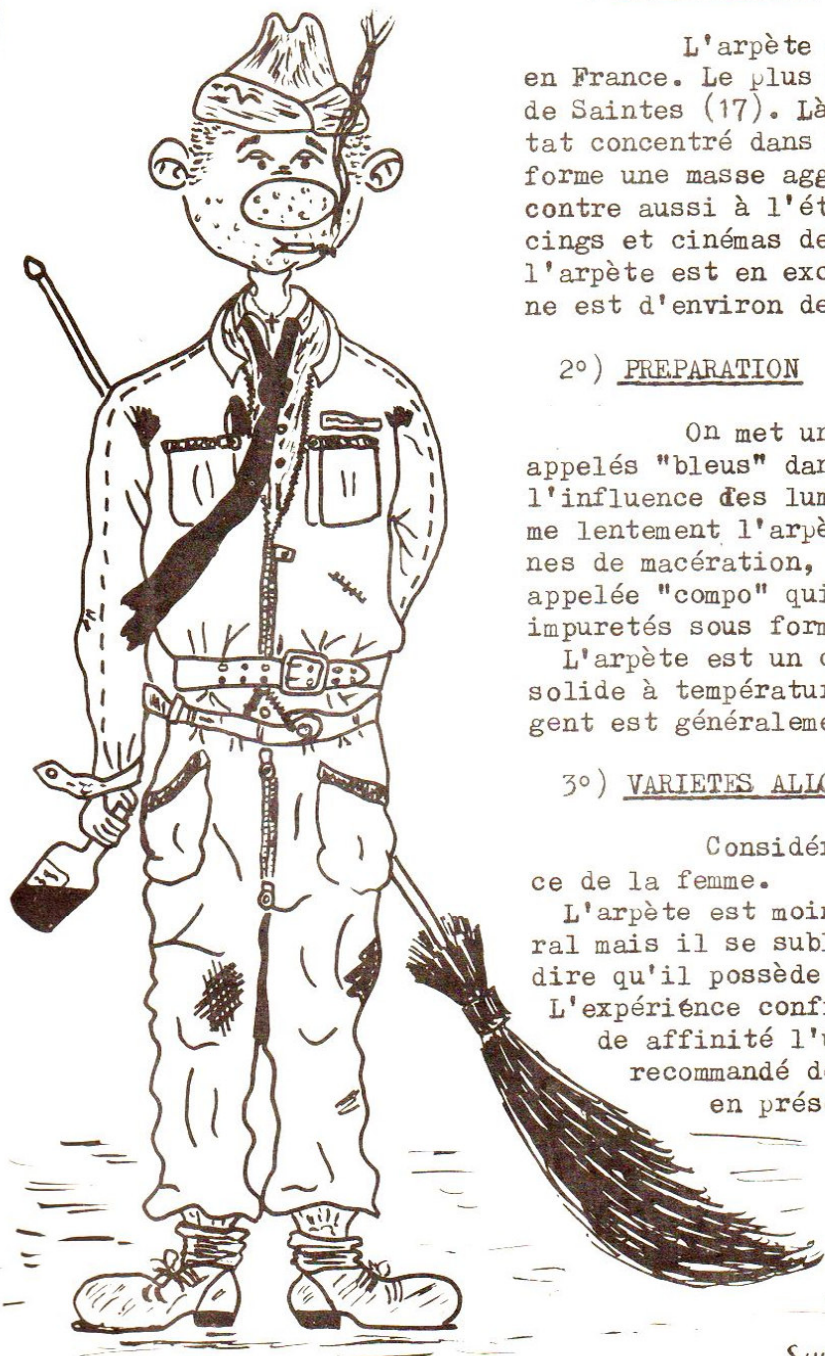 L'arpète
en France. Le plus
de Saintes (17). Là
tat concentré dans
forme une masse agg
contre aussi à l'ét
cings et cinémas de
l'arpète est en exc
ne est d'environ de
2°) PREPARATION
On met un
appelés "bleus" dan
l'influence des lum
me lentement l'arpè
nes de macération,
appelée "compo" qui
impuretés sous form
L'arpète est un c
solide à températur
gent est généraleme
3°) VARIETES ALLO
Considér
ce de la femme.
L'arpète est moin
ral mais il se subl
dire qu'il possède
L'expérience confi
de affinité l'u
recommandé de
en prés